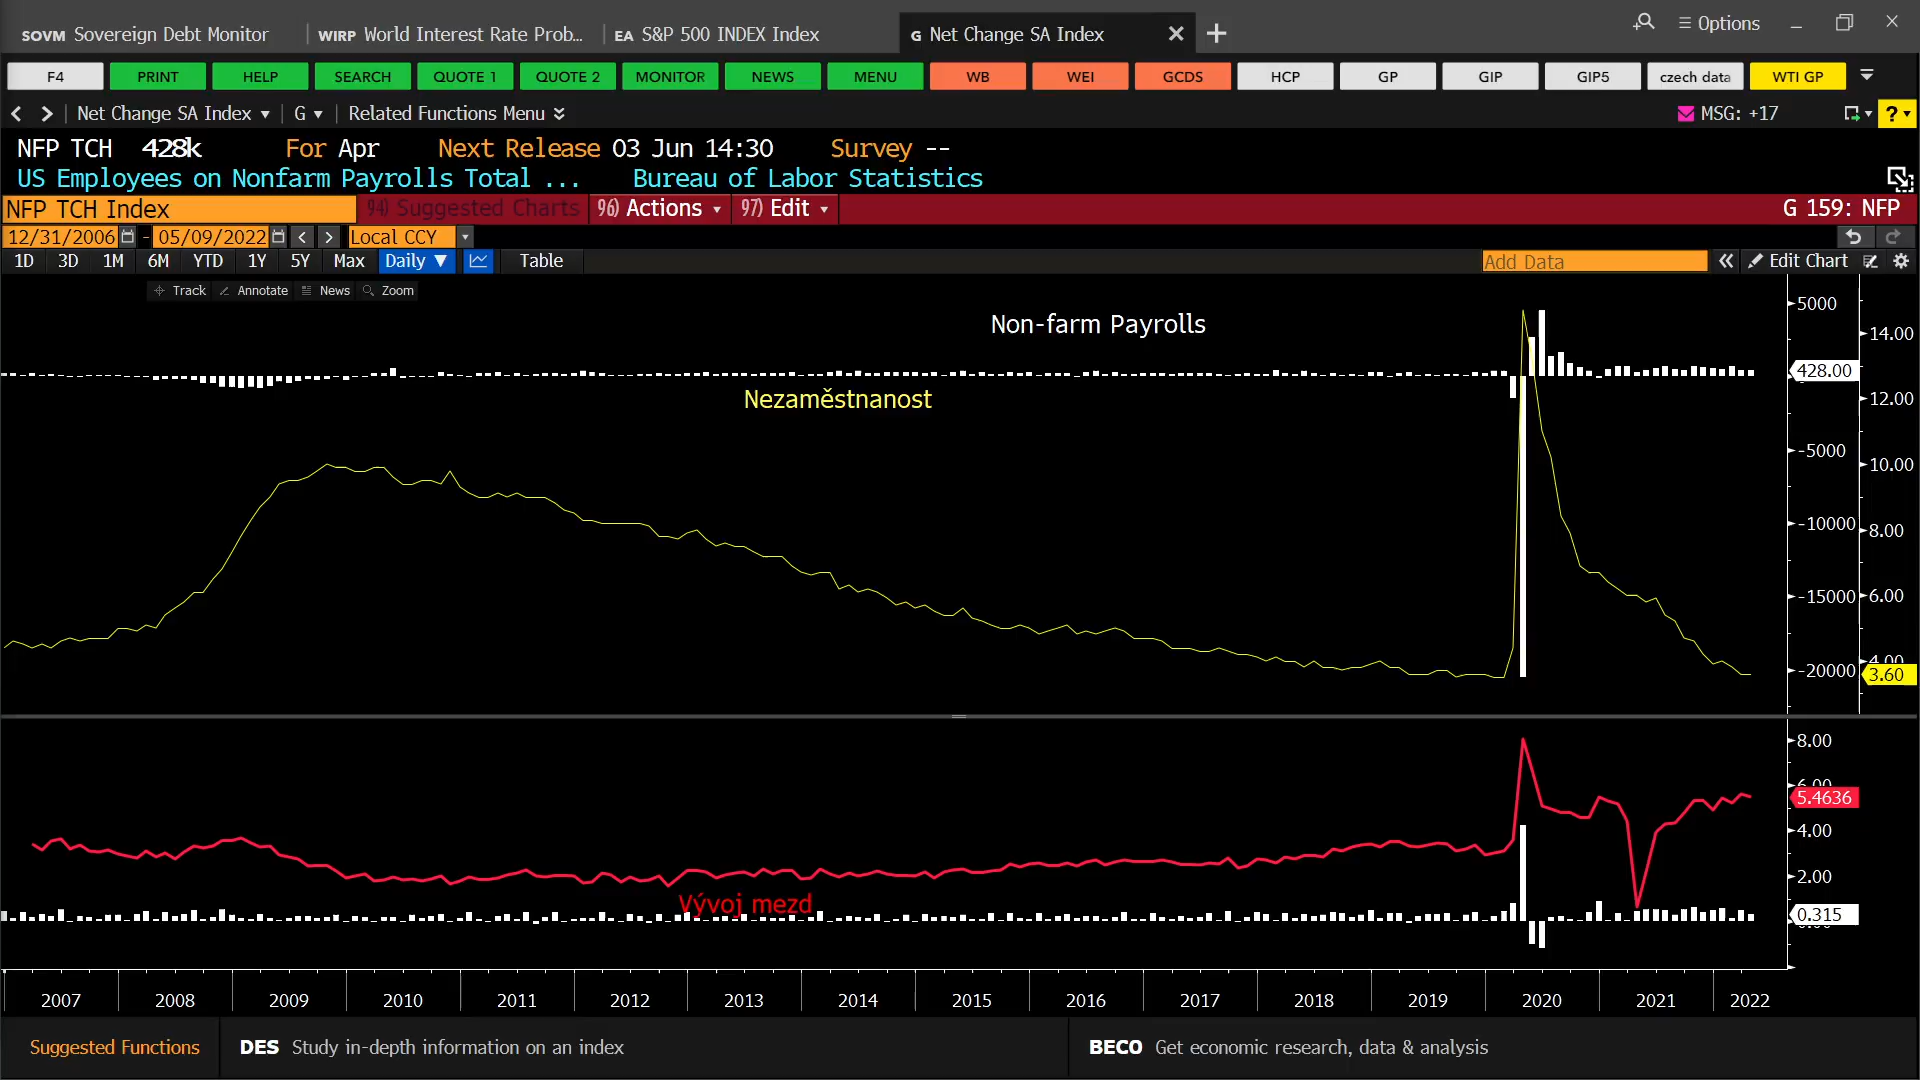 SOVM Sovereign Debt Monitor
WIRP World Interest Rate Prob...
EA S&P 500 INDEX Index
G Net Change SA Index
Options
F4 PRINT HELP SEARCH QUOTE 1 QUOTE 2 MONITOR NEWS MENU WB WEI GCDS HCP GP GIP GIP5 czech data WTI GP
Net Change SA Index G Related Functions Menu MSG: +17 ?
NFP TCH 428k For Apr Next Release 03 Jun 14:30 Survey --
US Employees on Nonfarm Payrolls Total ... Bureau of Labor Statistics
NFP TCH Index 94) Suggested Charts 96) Actions 97) Edit G 159: NFP
12/31/2006 - 05/09/2022 Local CCY
1D 3D 1M 6M YTD 1Y 5Y Max Daily Table Add Data Edit Chart
Track Annotate News Zoom
Non-farm Payrolls
Nezaměstnanost
5000
428.00
-5000
-10000
-15000
-20000
14.00
12.00
10.00
8.00
6.00
4.00
3.60
8.00
6.00
5.4636
4.00
2.00
0.315
0.00
Vývoj mezd
2007 2008 2009 2010 2011 2012 2013 2014 2015 2016 2017 2018 2019 2020 2021 2022
Suggested Functions DES Study in-depth information on an index BECO Get economic research, data & analysis